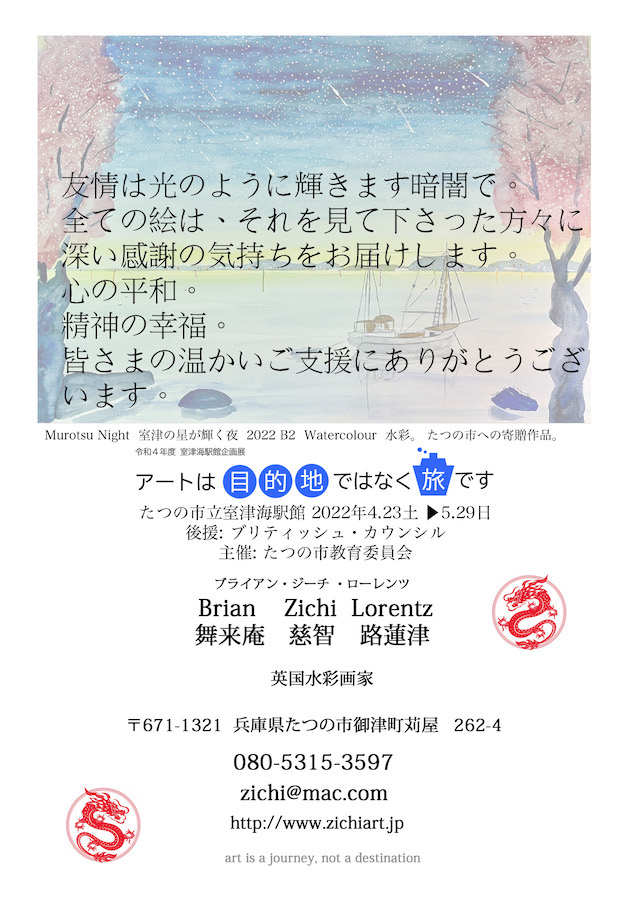 友情は光のように輝きます暗闇で。
全ての絵は、それを見て下さった方々に
深い感謝の気持ちをお届けします。
心の平和。
精神の幸福。
皆さまの温かいご支援にありがとうござ
います。
Murotsu Night 室津の星が輝く夜 2022 B2 Watercolour 水彩。 たつの市への寄贈作品。
令和４年度 室津海駅館企画展
アートは目的地ではなく旅です
たつの市立室津海駅館 2022年4.23土 ▶5.29日
後援: ブリティッシュ・カウンシル
主催: たつの市教育委員会
ブライアン・ジーチ ・ローレンツ
Brian Zichi Lorentz
舞来庵 慈智 路蓮津
英国水彩画家
〒671-1321 兵庫県たつの市御津町苅屋 262-4
080-5315-3597
zichi@mac.com
http://www.zichiart.jp
art is a journey, not a destination